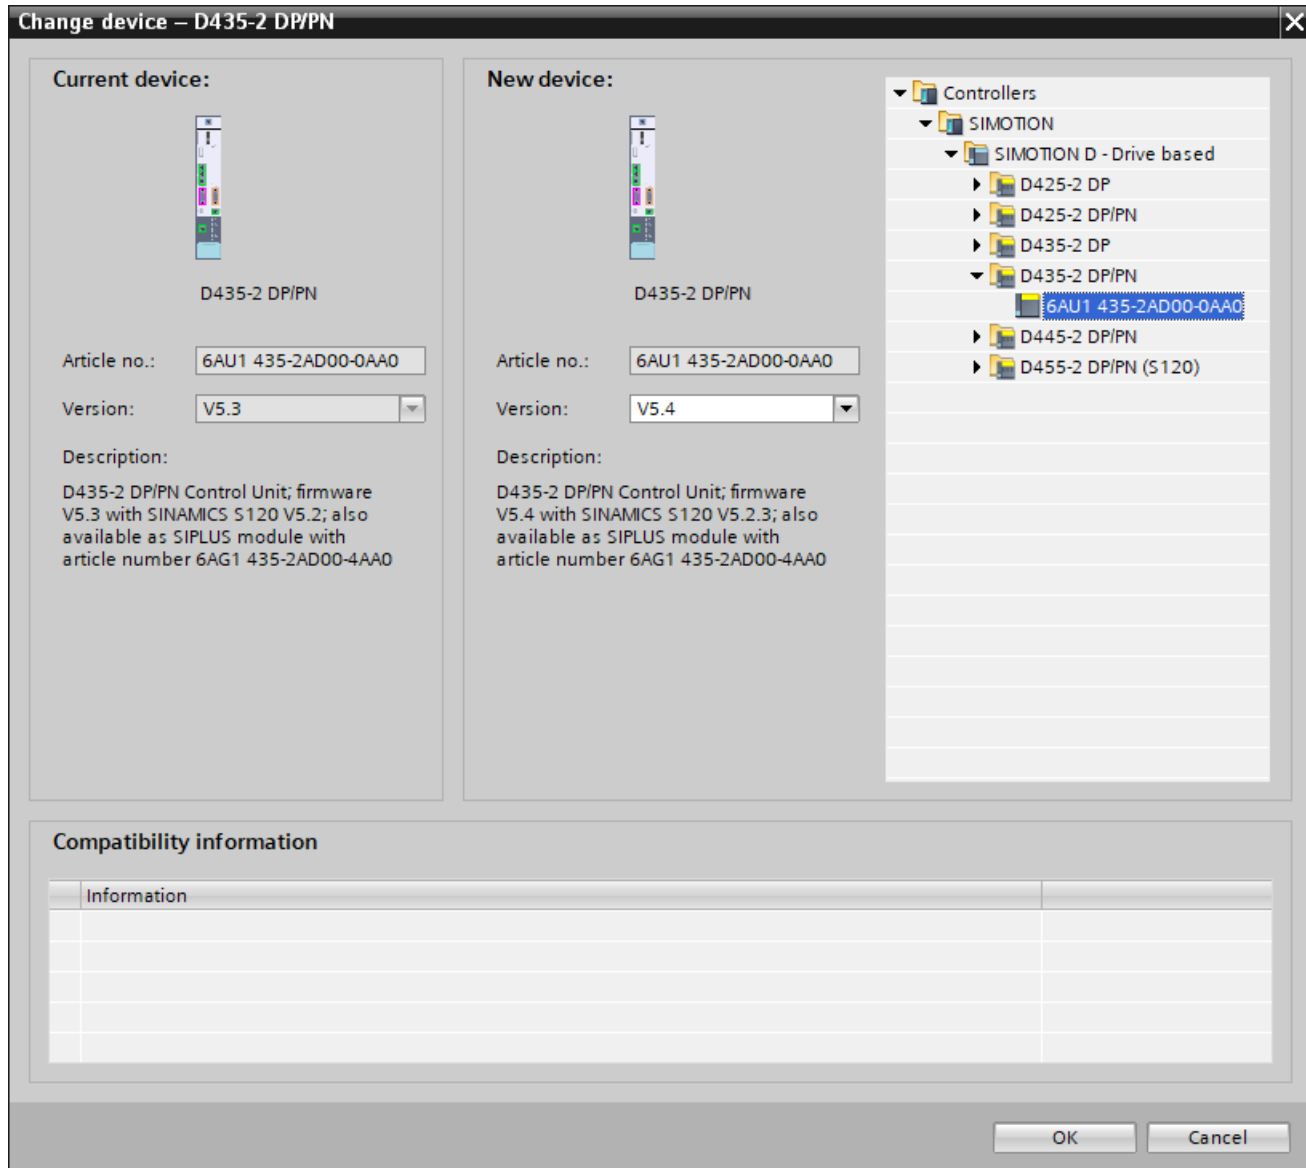 Change device – D435-2 DP/PN
Current device:
D435-2 DP/PN
Article no.: 6AU1 435-2AD00-0AA0
Version: V5.3
Description:
D435-2 DP/PN Control Unit; firmware
V5.3 with SINAMICS S120 V5.2; also
available as SIPLUS module with
article number 6AG1 435-2AD00-4AA0
New device:
D435-2 DP/PN
Article no.: 6AU1 435-2AD00-0AA0
Version: V5.4
Description:
D435-2 DP/PN Control Unit; firmware
V5.4 with SINAMICS S120 V5.2.3; also
available as SIPLUS module with
article number 6AG1 435-2AD00-4AA0
Controllers
SIMOTION
SIMOTION D - Drive based
D425-2 DP
D425-2 DP/PN
D435-2 DP
D435-2 DP/PN
6AU1 435-2AD00-0AA0
D445-2 DP/PN
D455-2 DP/PN (S120)
Compatibility information
Information
OK Cancel